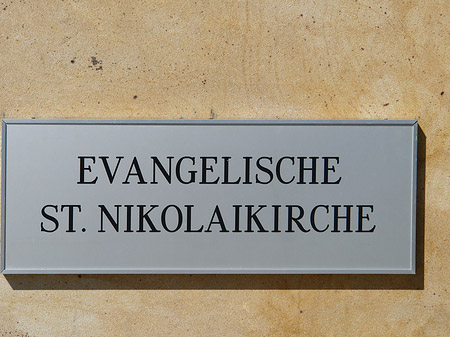 EVANGELISCHE
ST. NIKOLAIKIRCHE